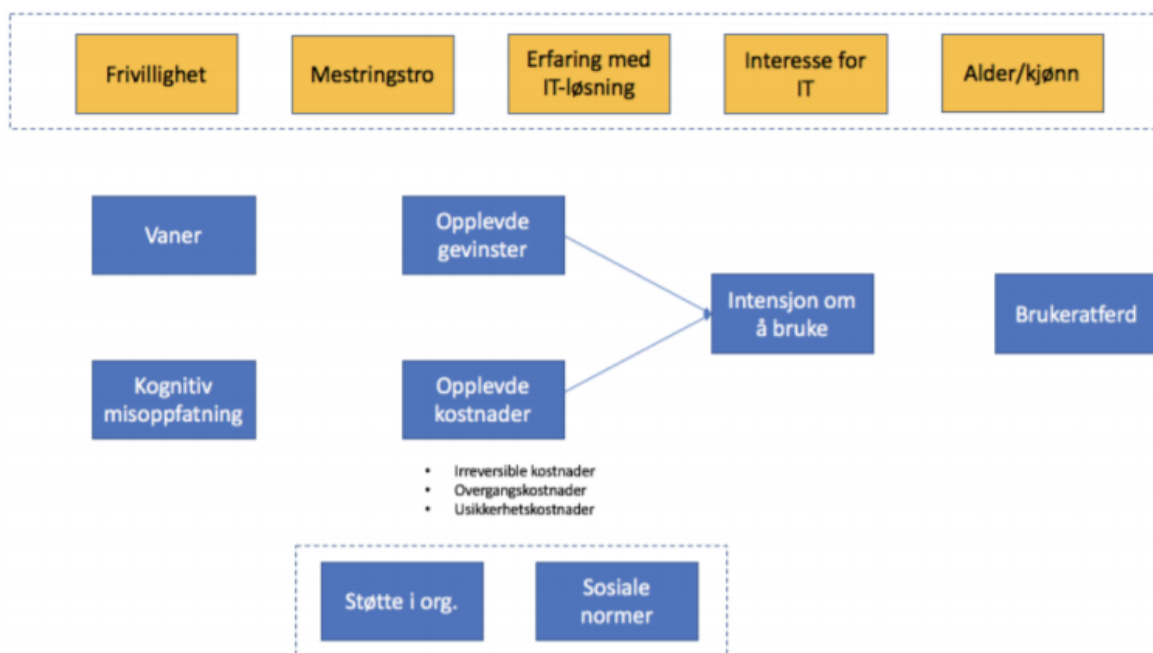 Frivillighet
Mestringstro
Erfaring med
IT-løsning
Interesse for
IT
Alder/kjønn
Vaner
Opplevde
gevinster
Intensjon om
å bruke
Brukeratferd
Kognitiv
misoppfatning
Opplevde
kostnader
• Irreversible kostnader
• Overgangskostnader
• Usikkerhetskostnader
Støtte i org.
Sosiale
normer